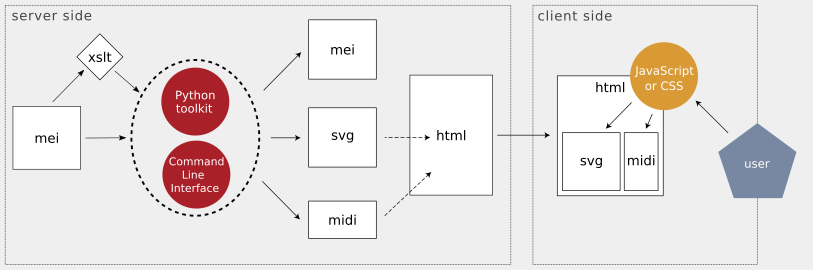 server side
xslt
mei
Python
toolkit
Command
Line
Interface
mei
svg
midi
html
client side
html
JavaScript
or CSS
svg
midi
user